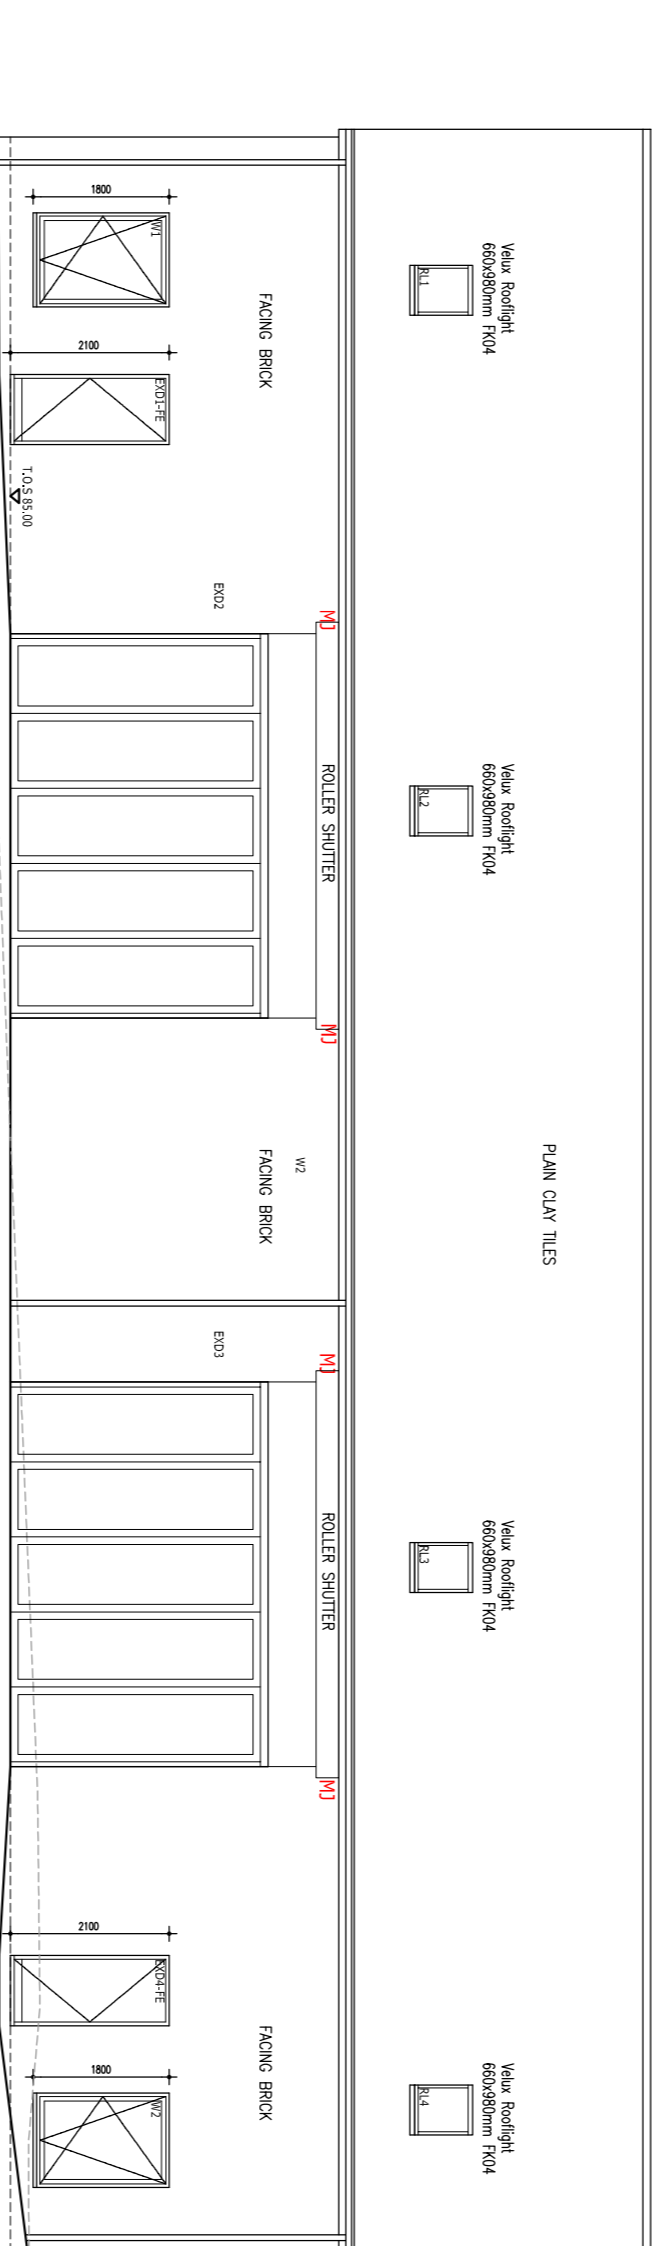 Velux Rooflight
660x980mm FK04
RL1
Velux Rooflight
660x980mm FK04
RL2
PLAIN CLAY TILES
Velux Rooflight
660x980mm FK04
RL3
Velux Rooflight
660x980mm FK04
RL4
MJ
ROLLER SHUTTER
MJ
W2
MJ
ROLLER SHUTTER
MJ
FACING BRICK
FACING BRICK
FACING BRICK
EXD2
EXD3
1800
W1
2100
EXD1-FE
T.O.S 85.00
2100
EXD4-FE
1800
W2